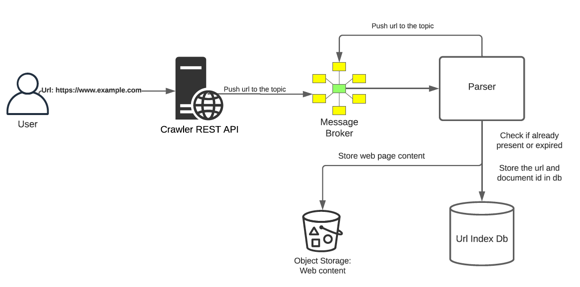 Push url to the topic
Url: https://www.example.com
Push url to the topic
Parser
User
Crawler REST API
Message
Broker
Check if already
present or expired
Store web page content
Store the url and
document id in db
Url Index Db
Object Storage:
Web content